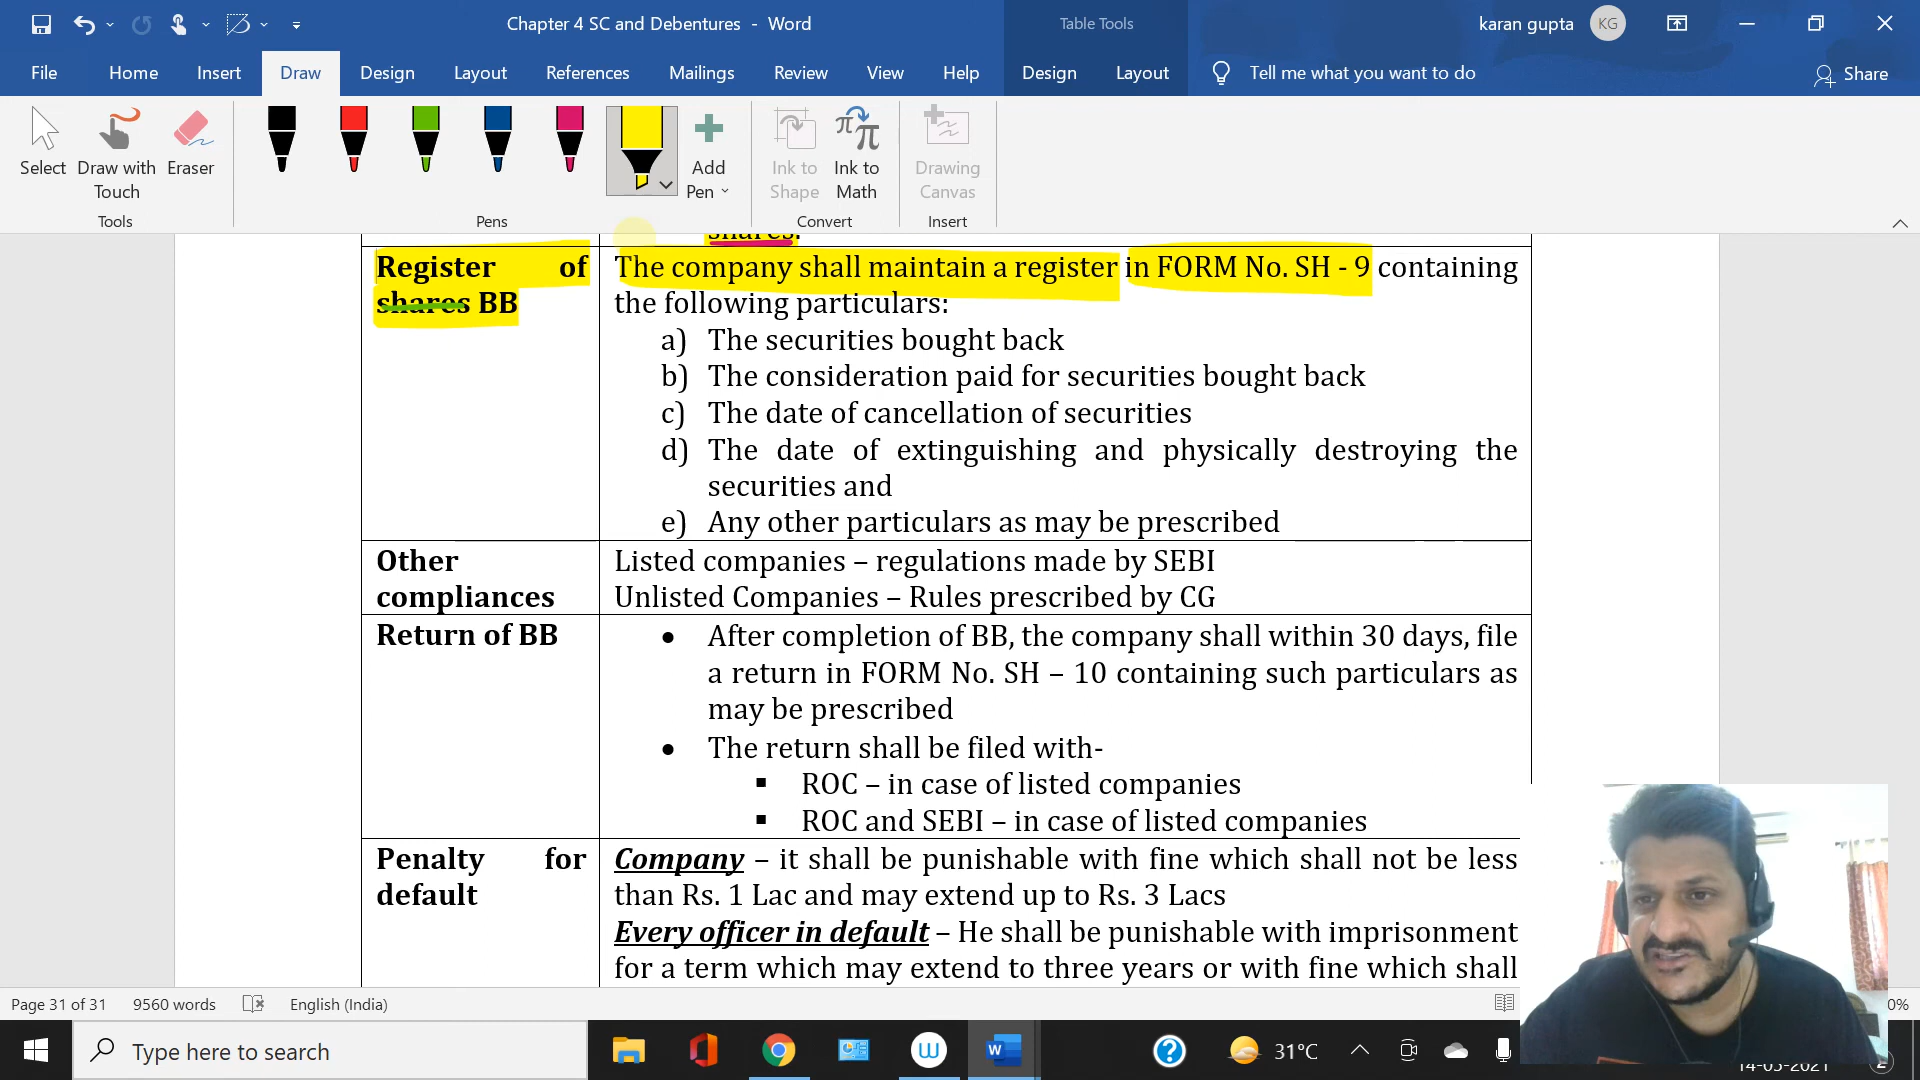 Chapter 4 SC and Debentures - Word
Table Tools
karan gupta
KG
File
Home
Insert
Draw
Design
Layout
References
Mailings
Review
View
Help
Design
Layout
Tell me what you want to do
Share
Select
Draw with
Touch
Eraser
Add
Pen
Ink to
Shape
Ink to
Math
Drawing
Canvas
Tools
Pens
Convert
Insert
shares.
Register of
shares BB
The company shall maintain a register in FORM No. SH - 9 containing
the following particulars:
a) The securities bought back
b) The consideration paid for securities bought back
c) The date of cancellation of securities
d) The date of extinguishing and physically destroying the
securities and
e) Any other particulars as may be prescribed
Other
compliances
Listed companies – regulations made by SEBI
Unlisted Companies – Rules prescribed by CG
Return of BB
• After completion of BB, the company shall within 30 days, file
a return in FORM No. SH – 10 containing such particulars as
may be prescribed
• The return shall be filed with-
▪ ROC – in case of listed companies
▪ ROC and SEBI – in case of listed companies
Penalty for
default
Company – it shall be punishable with fine which shall not be less
than Rs. 1 Lac and may extend up to Rs. 3 Lacs
Every officer in default – He shall be punishable with imprisonment
for a term which may extend to three years or with fine which shall
Page 31 of 31
9560 words
English (India)
0%
Type here to search
31°C